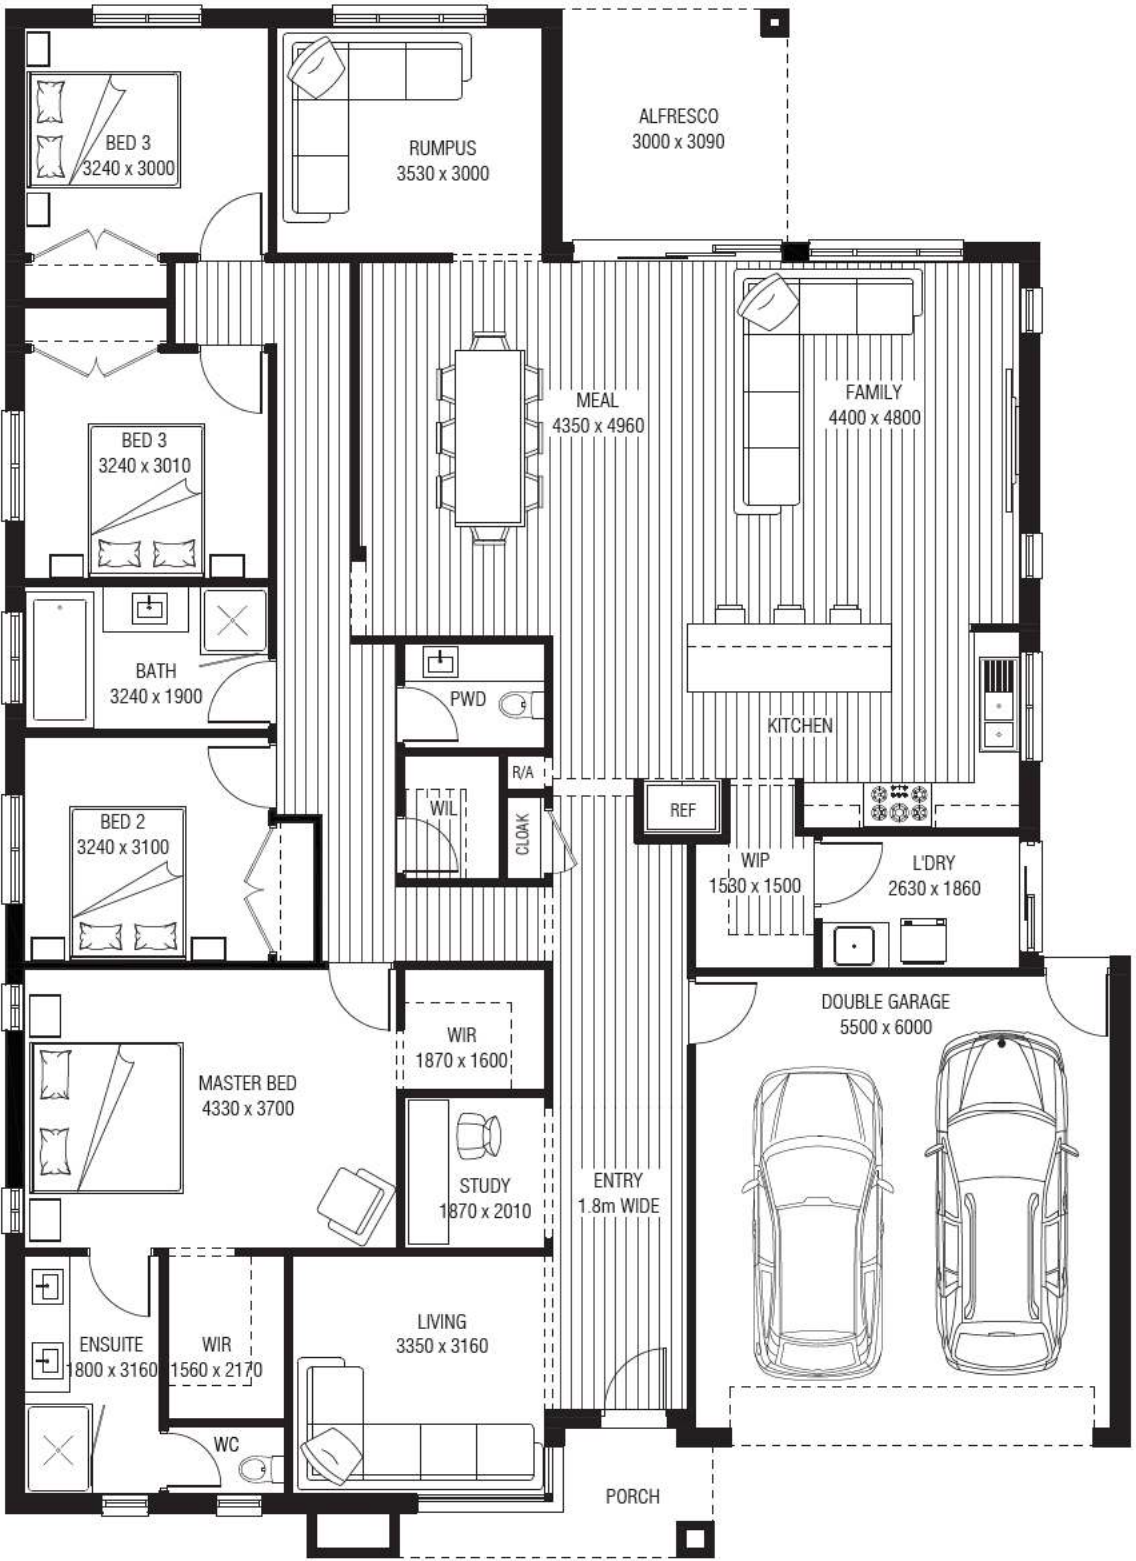 ALFRESCO
3000 x 3090
BED 3
3240 x 3000
RUMPUS
3530 x 3000
MEAL
4350 x 4960
FAMILY
4400 x 4800
BED 3
3240 x 3010
BATH
3240 x 1900
PWD
KITCHEN
R/A
WIL
CLOAK
REF
BED 2
3240 x 3100
WIP
1530 x 1500
L'DRY
2630 x 1860
DOUBLE GARAGE
5500 x 6000
WIR
1870 x 1600
MASTER BED
4330 x 3700
STUDY
1870 x 2010
ENTRY
1.8m WIDE
LIVING
3350 x 3160
ENSUITE
1800 x 3160
WIR
1560 x 2170
WC
PORCH